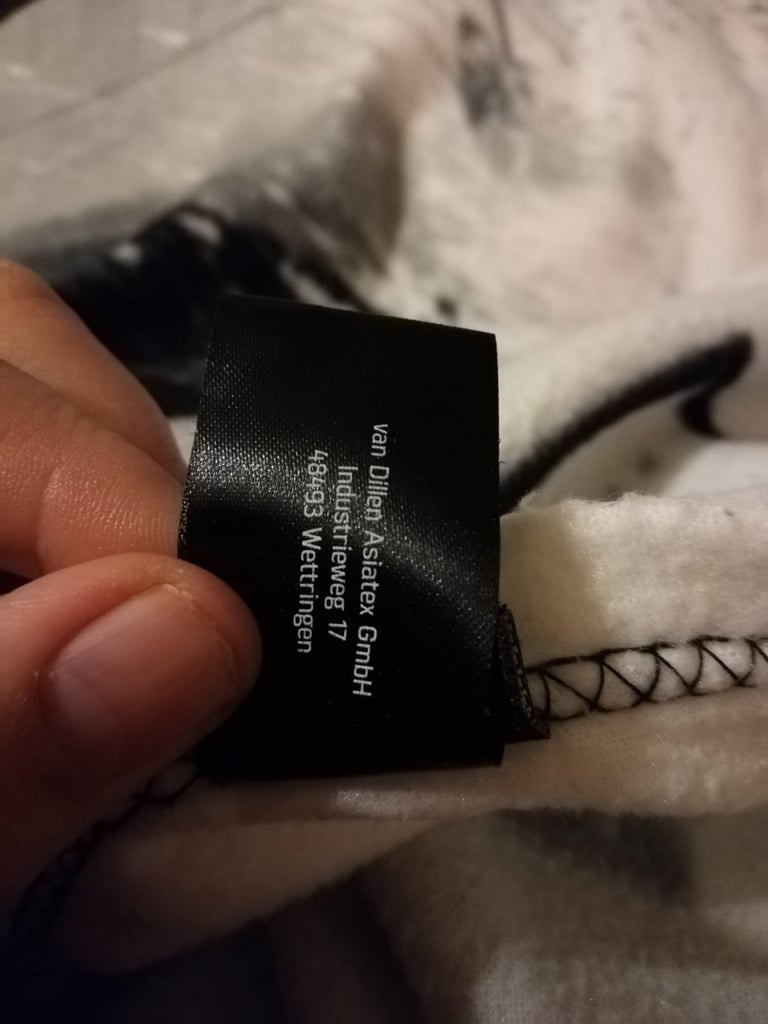 van Dillen Asiatex GmbH
Industrieweg 17
48493 Wettringen